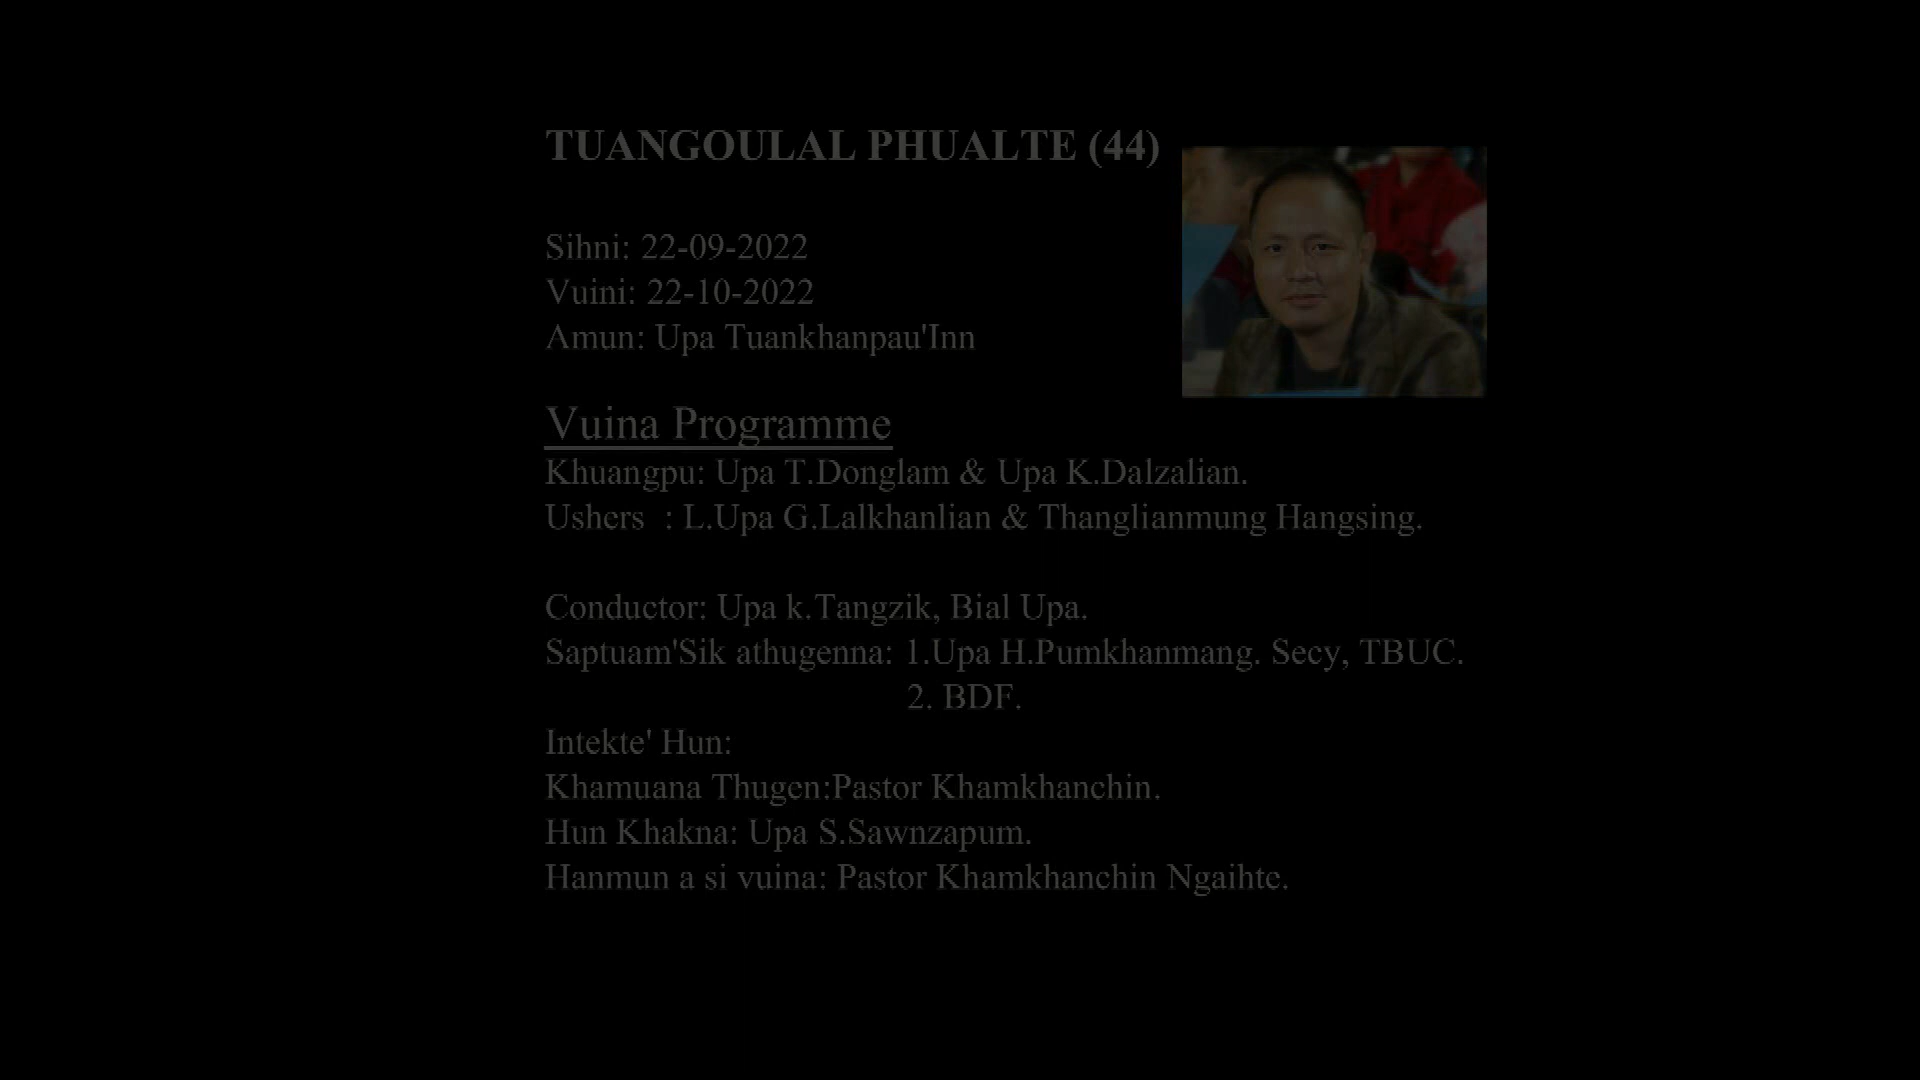 TUANGOULAL PHUALTE (44)
Sihni: 22-09-2022
Vuini: 22-10-2022
Amun: Upa Tuankhanpau'Inn
Vuina Programme
Khuangpu: Upa T.Donglam & Upa K.Dalzalian.
Ushers : L.Upa G.Lalkhanlian & Thanglianmung Hangsing.
Conductor: Upa k.Tangzik, Bial Upa.
Saptuam'Sik athugenna: 1.Upa H.Pumkhanmang. Secy, TBUC.
2. BDF.
Intekte' Hun:
Khamuana Thugen:Pastor Khamkhanchin.
Hun Khakna: Upa S.Sawnzapum.
Hanmun a si vuina: Pastor Khamkhanchin Ngaihte.